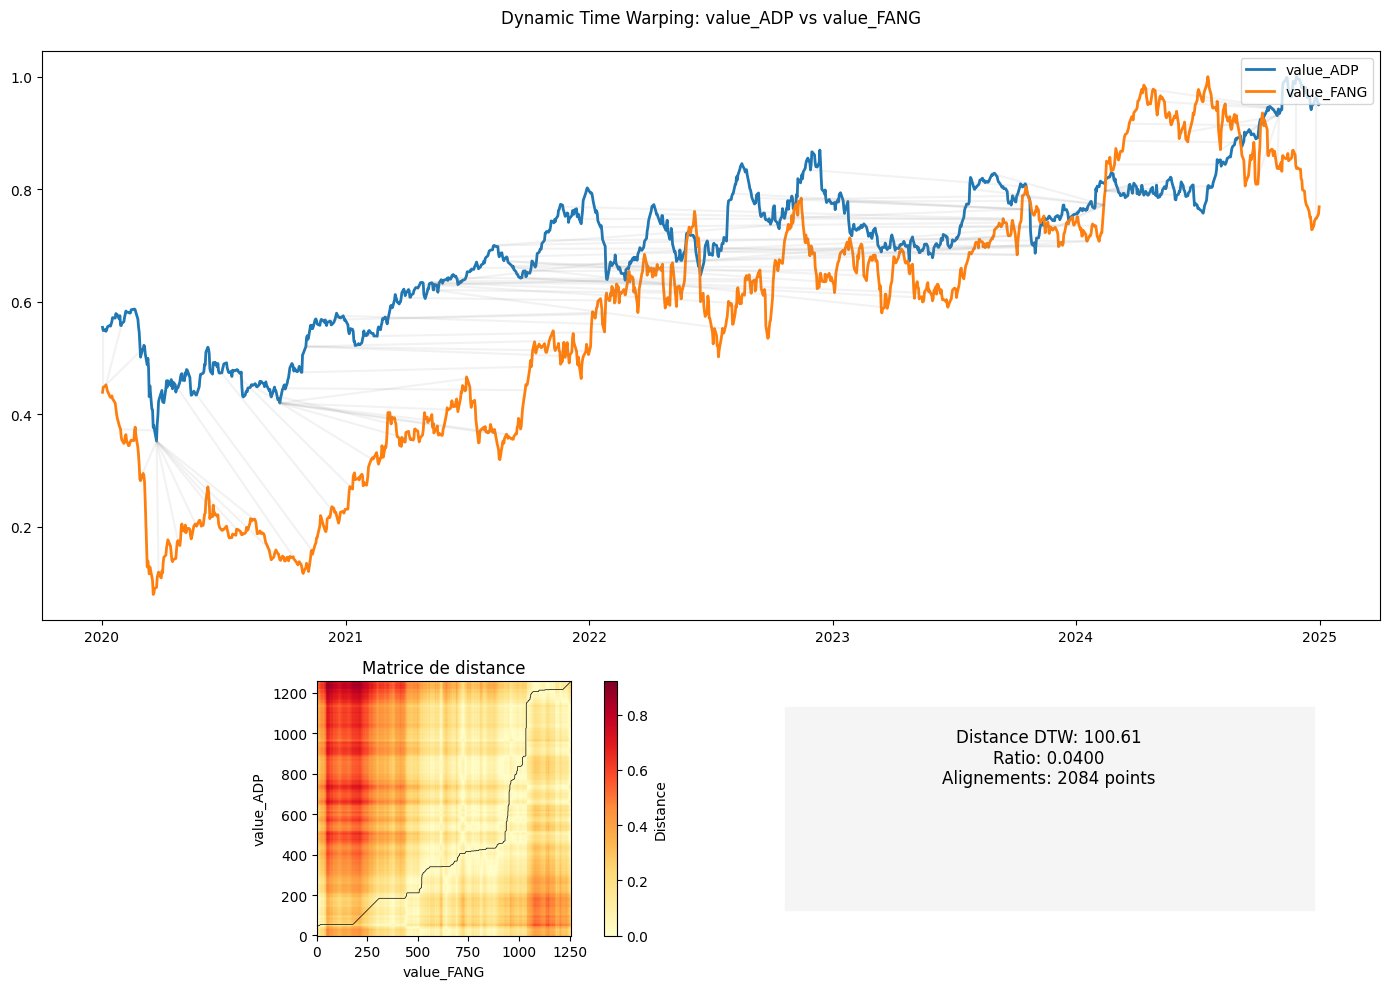 Dynamic Time Warping: value_ADP vs value_FANG
value_ADP
value_FANG
1.0
0.8
0.6
0.4
0.2
2020 2021 2022 2023 2024 2025
Matrice de distance
value_ADP
1200
1000
800
600
400
200
0
0 250 500 750 1000 1250
value_FANG
0.8
0.6
0.4
0.2
0.0
Distance
Distance DTW: 100.61
Ratio: 0.0400
Alignements: 2084 points